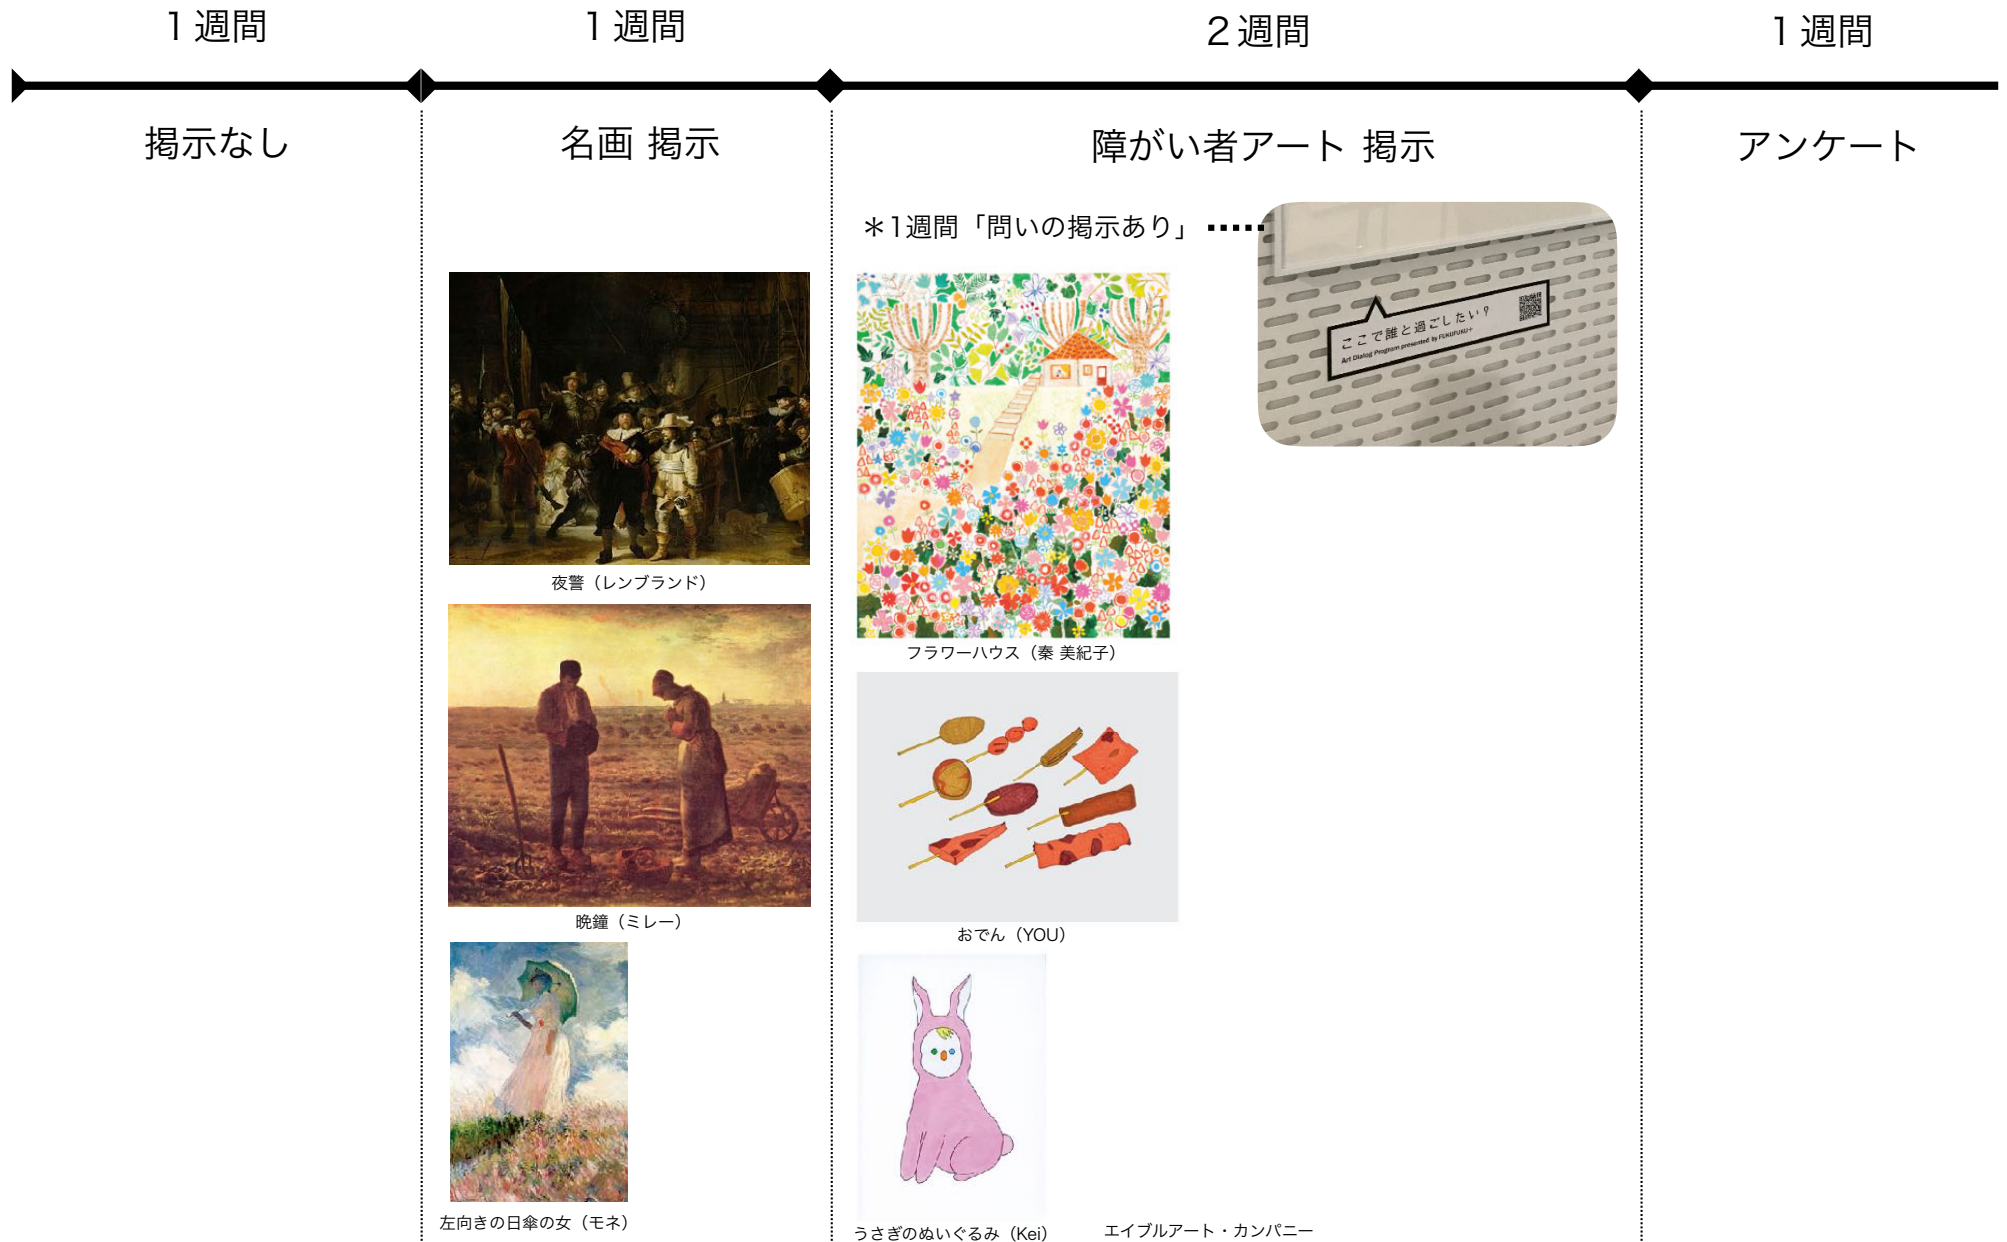 1週間
1週間
2週間
1週間
掲示なし
名画 掲示
障がい者アート 掲示
アンケート
＊1週間「問いの掲示あり」
ここで誰と過ごしたい？
Art Dialog Program presented by FUKUFUKU+
夜警（レンブランド）
フラワーハウス（秦 美紀子）
晩鐘（ミレー）
おでん（YOU）
左向きの日傘の女（モネ）
うさぎのぬいぐるみ（Kei）
エイブルアート・カンパニー